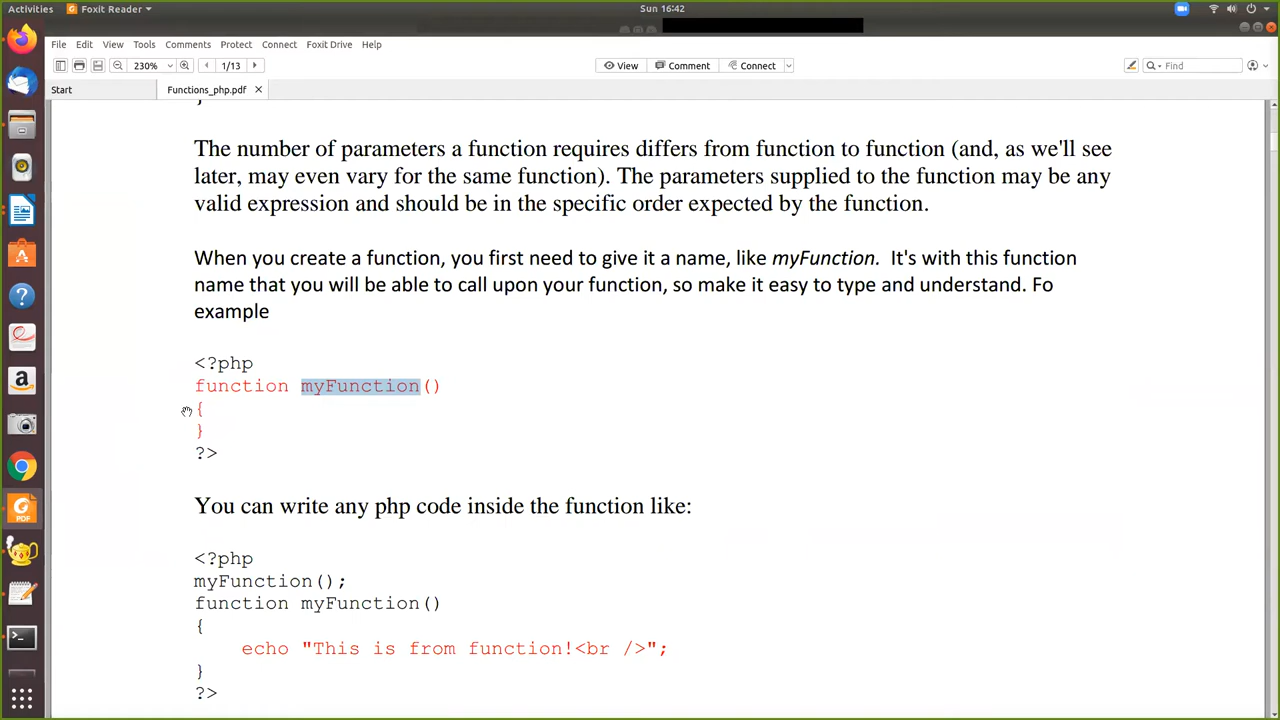 Activities
Foxit Reader
Sun 16:42
File Edit View Tools Comments Protect Connect Foxit Drive Help
230% 1/13 View Comment Connect Find
Start Functions_php.pdf
}
The number of parameters a function requires differs from function to function (and, as we'll see
later, may even vary for the same function). The parameters supplied to the function may be any
valid expression and should be in the specific order expected by the function.
When you create a function, you first need to give it a name, like myFunction. It's with this function
name that you will be able to call upon your function, so make it easy to type and understand. Fo
example
<?php
function myFunction()
{
}
?>
You can write any php code inside the function like:
<?php
myFunction();
function myFunction()
{
echo "This is from function!<br />";
}
?>
PDF